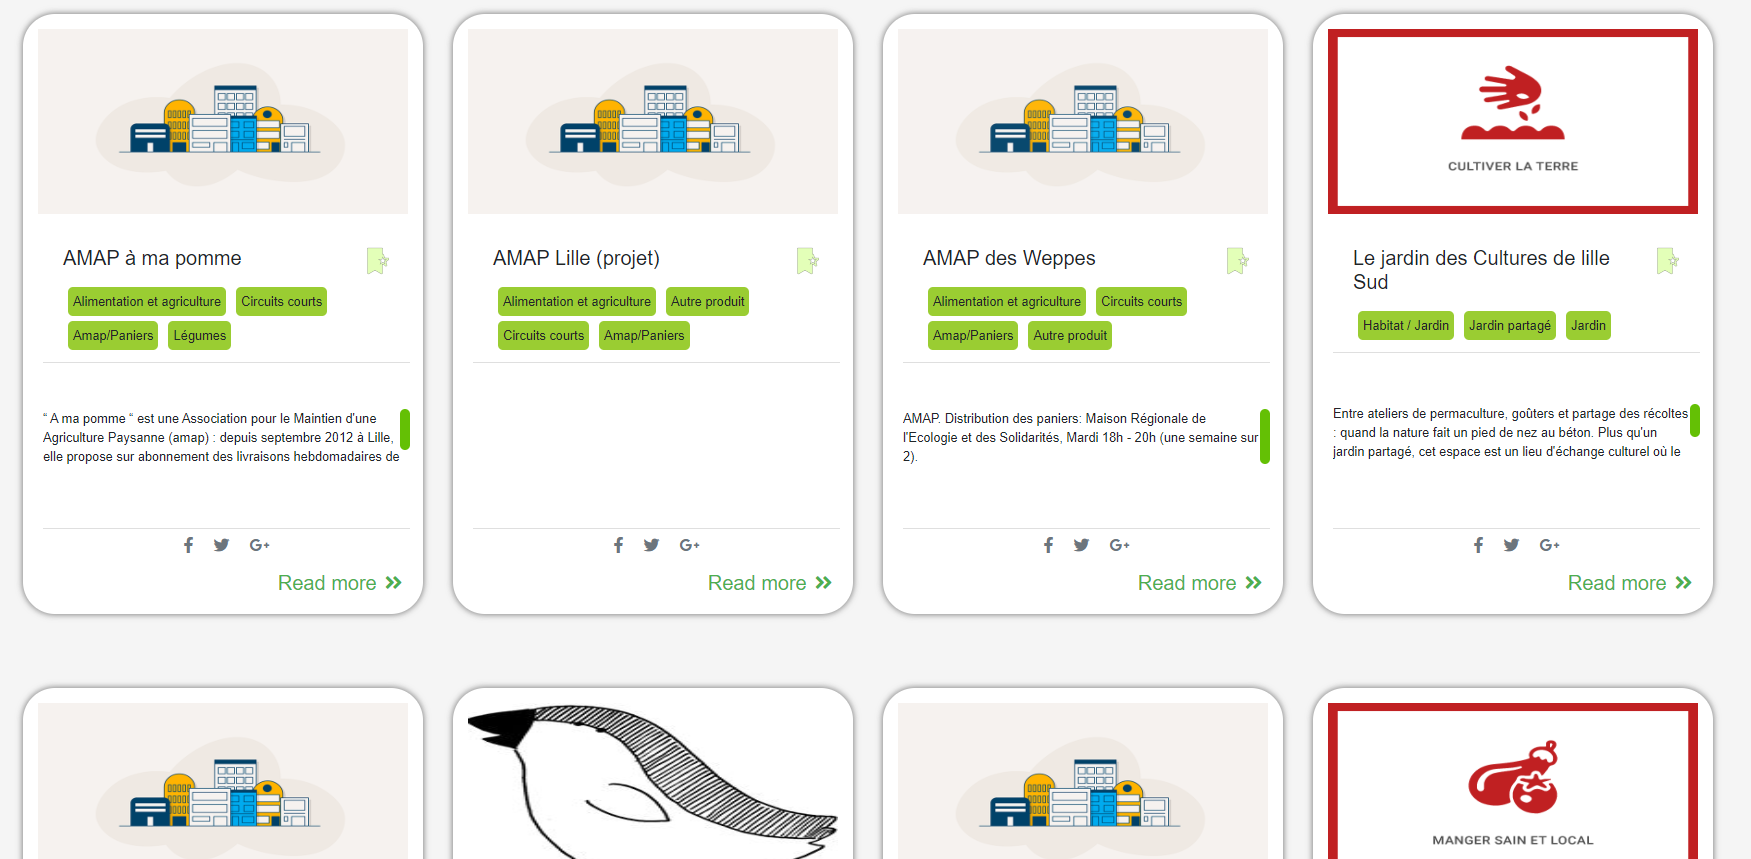 CULTIVER LA TERRE
AMAP à ma pomme
Alimentation et agriculture
Circuits courts
Amap/Paniers
Légumes
“ A ma pomme “ est une Association pour le Maintien d'une
Agriculture Paysanne (amap) : depuis septembre 2012 à Lille,
elle propose sur abonnement des livraisons hebdomadaires de
G+
Read more
AMAP Lille (projet)
Alimentation et agriculture
Autre produit
Circuits courts
Amap/Paniers
G+
Read more
AMAP des Weppes
Alimentation et agriculture
Circuits courts
Amap/Paniers
Autre produit
AMAP. Distribution des paniers: Maison Régionale de
l'Ecologie et des Solidarités, Mardi 18h - 20h (une semaine sur
2).
G+
Read more
Le jardin des Cultures de lille
Sud
Habitat / Jardin
Jardin partagé
Jardin
Entre ateliers de permaculture, goûters et partage des récoltes
: quand la nature fait un pied de nez au béton. Plus qu'un
jardin partagé, cet espace est un lieu d'échange culturel où le
G+
Read more
MANGER SAIN ET LOCAL